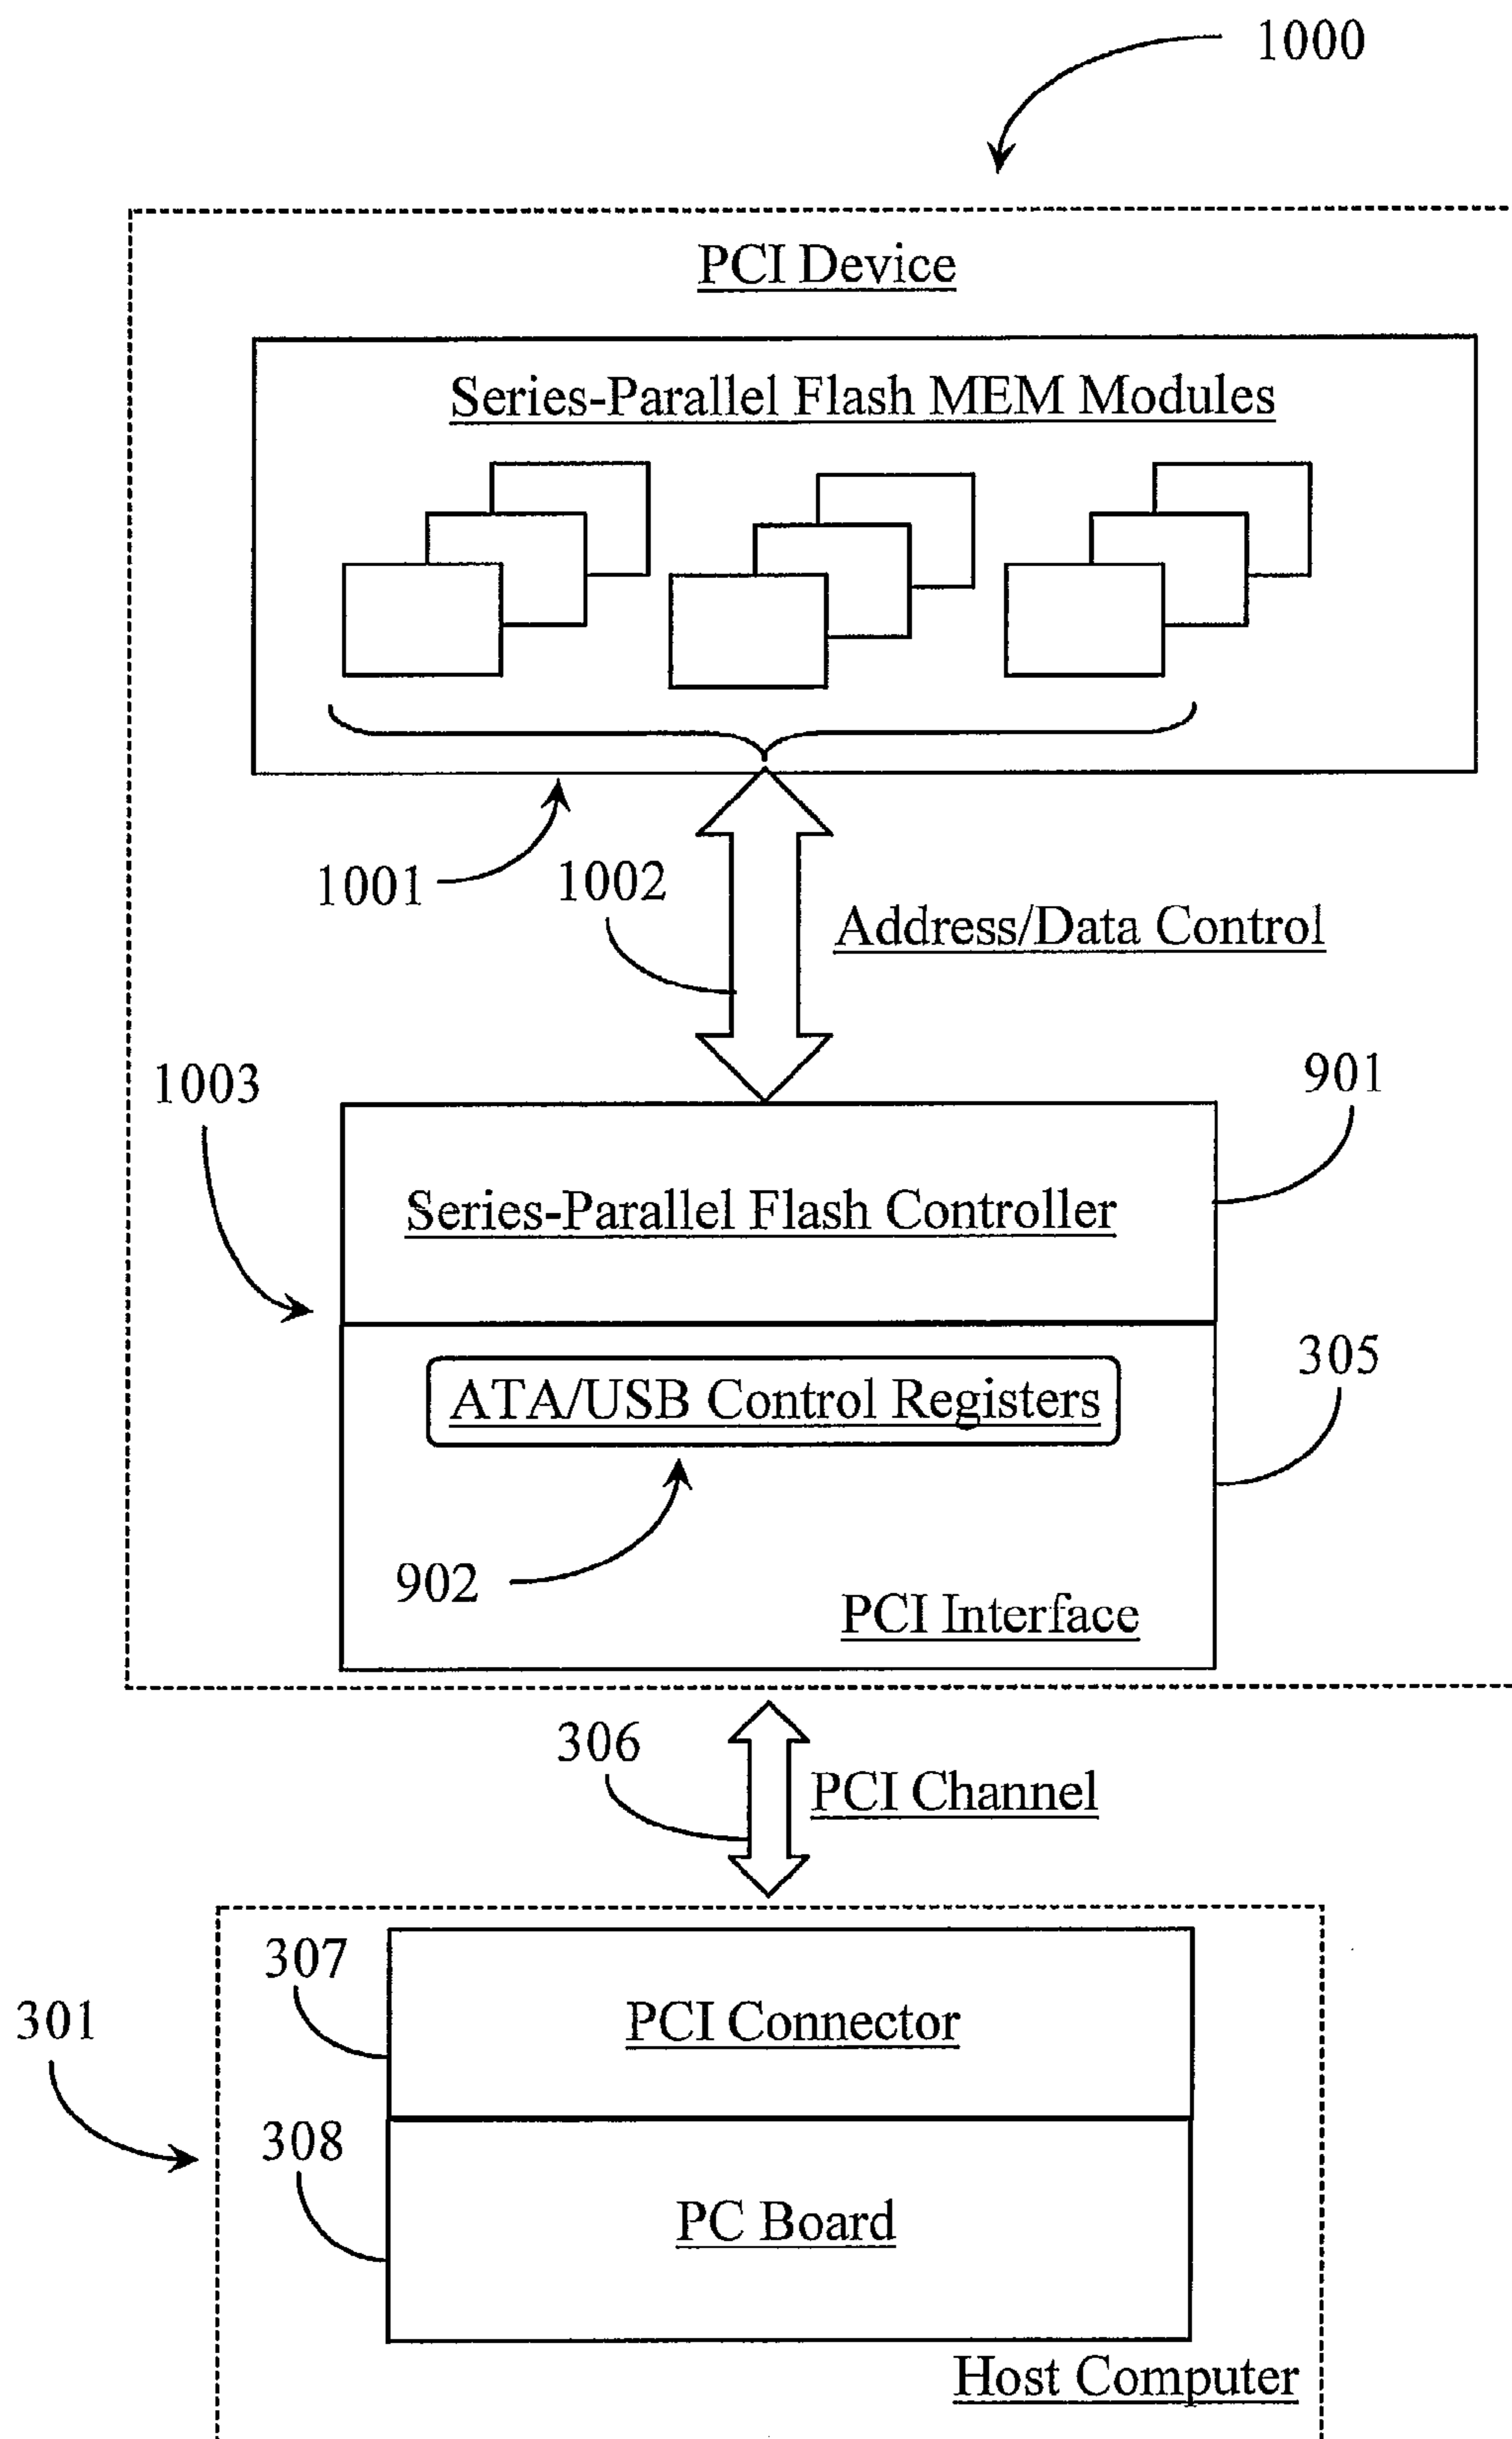 1000
PCI Device
Series-Parallel Flash MEM Modules
1001
1002
Address/Data Control
1003
901
Series-Parallel Flash Controller
305
ATA/USB Control Registers
902
PCI Interface
306
PCI Channel
307
PCI Connector
301
308
PC Board
Host Computer